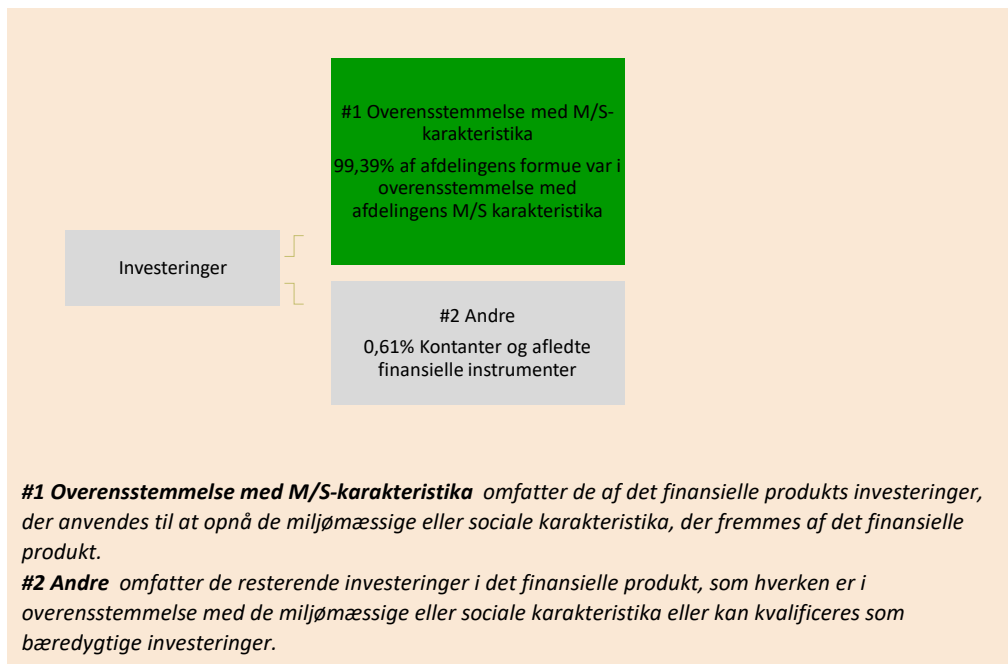 #1 Overensstemmelse med M/S-
karakteristika
99,39% af afdelingens formue var i
overensstemmelse med
afdelingens M/S karakteristika
Investeringer
#2 Andre
0,61% Kontanter og afledte
finansielle instrumenter
#1 Overensstemmelse med M/S-karakteristika omfatter de af det finansielle produkts investeringer,
der anvendes til at opnå de miljømæssige eller sociale karakteristika, der fremmes af det finansielle
produkt.
#2 Andre omfatter de resterende investeringer i det finansielle produkt, som hverken er i
overensstemmelse med de miljømæssige eller sociale karakteristika eller kan kvalificeres som
bæredygtige investeringer.